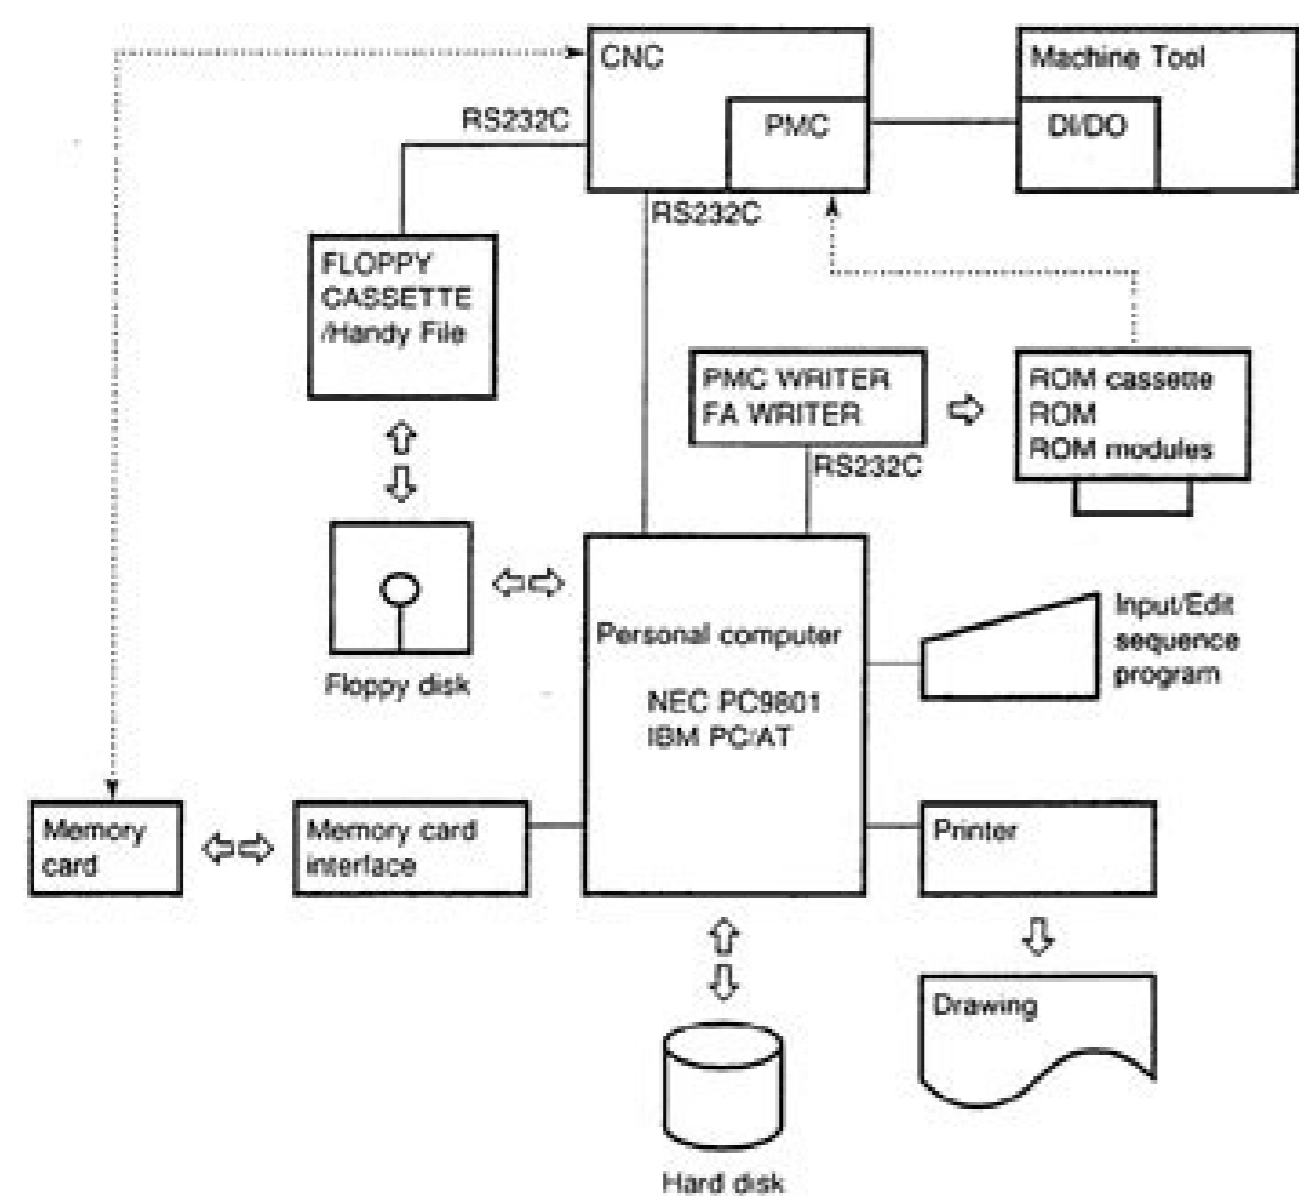 CNC
Machine Tool
RS232C
PMC
DI/DO
RS232C
FLOPPY
CASSETTE
/Handy File
PMC WRITER
FA WRITER
ROM cassette
ROM
ROM modules
RS232C
Input/Edit
sequence
program
Personal computer
NEC PC9801
IBM PC/AT
Floppy disk
Memory
card
Memory card
interface
Printer
Drawing
Hard disk